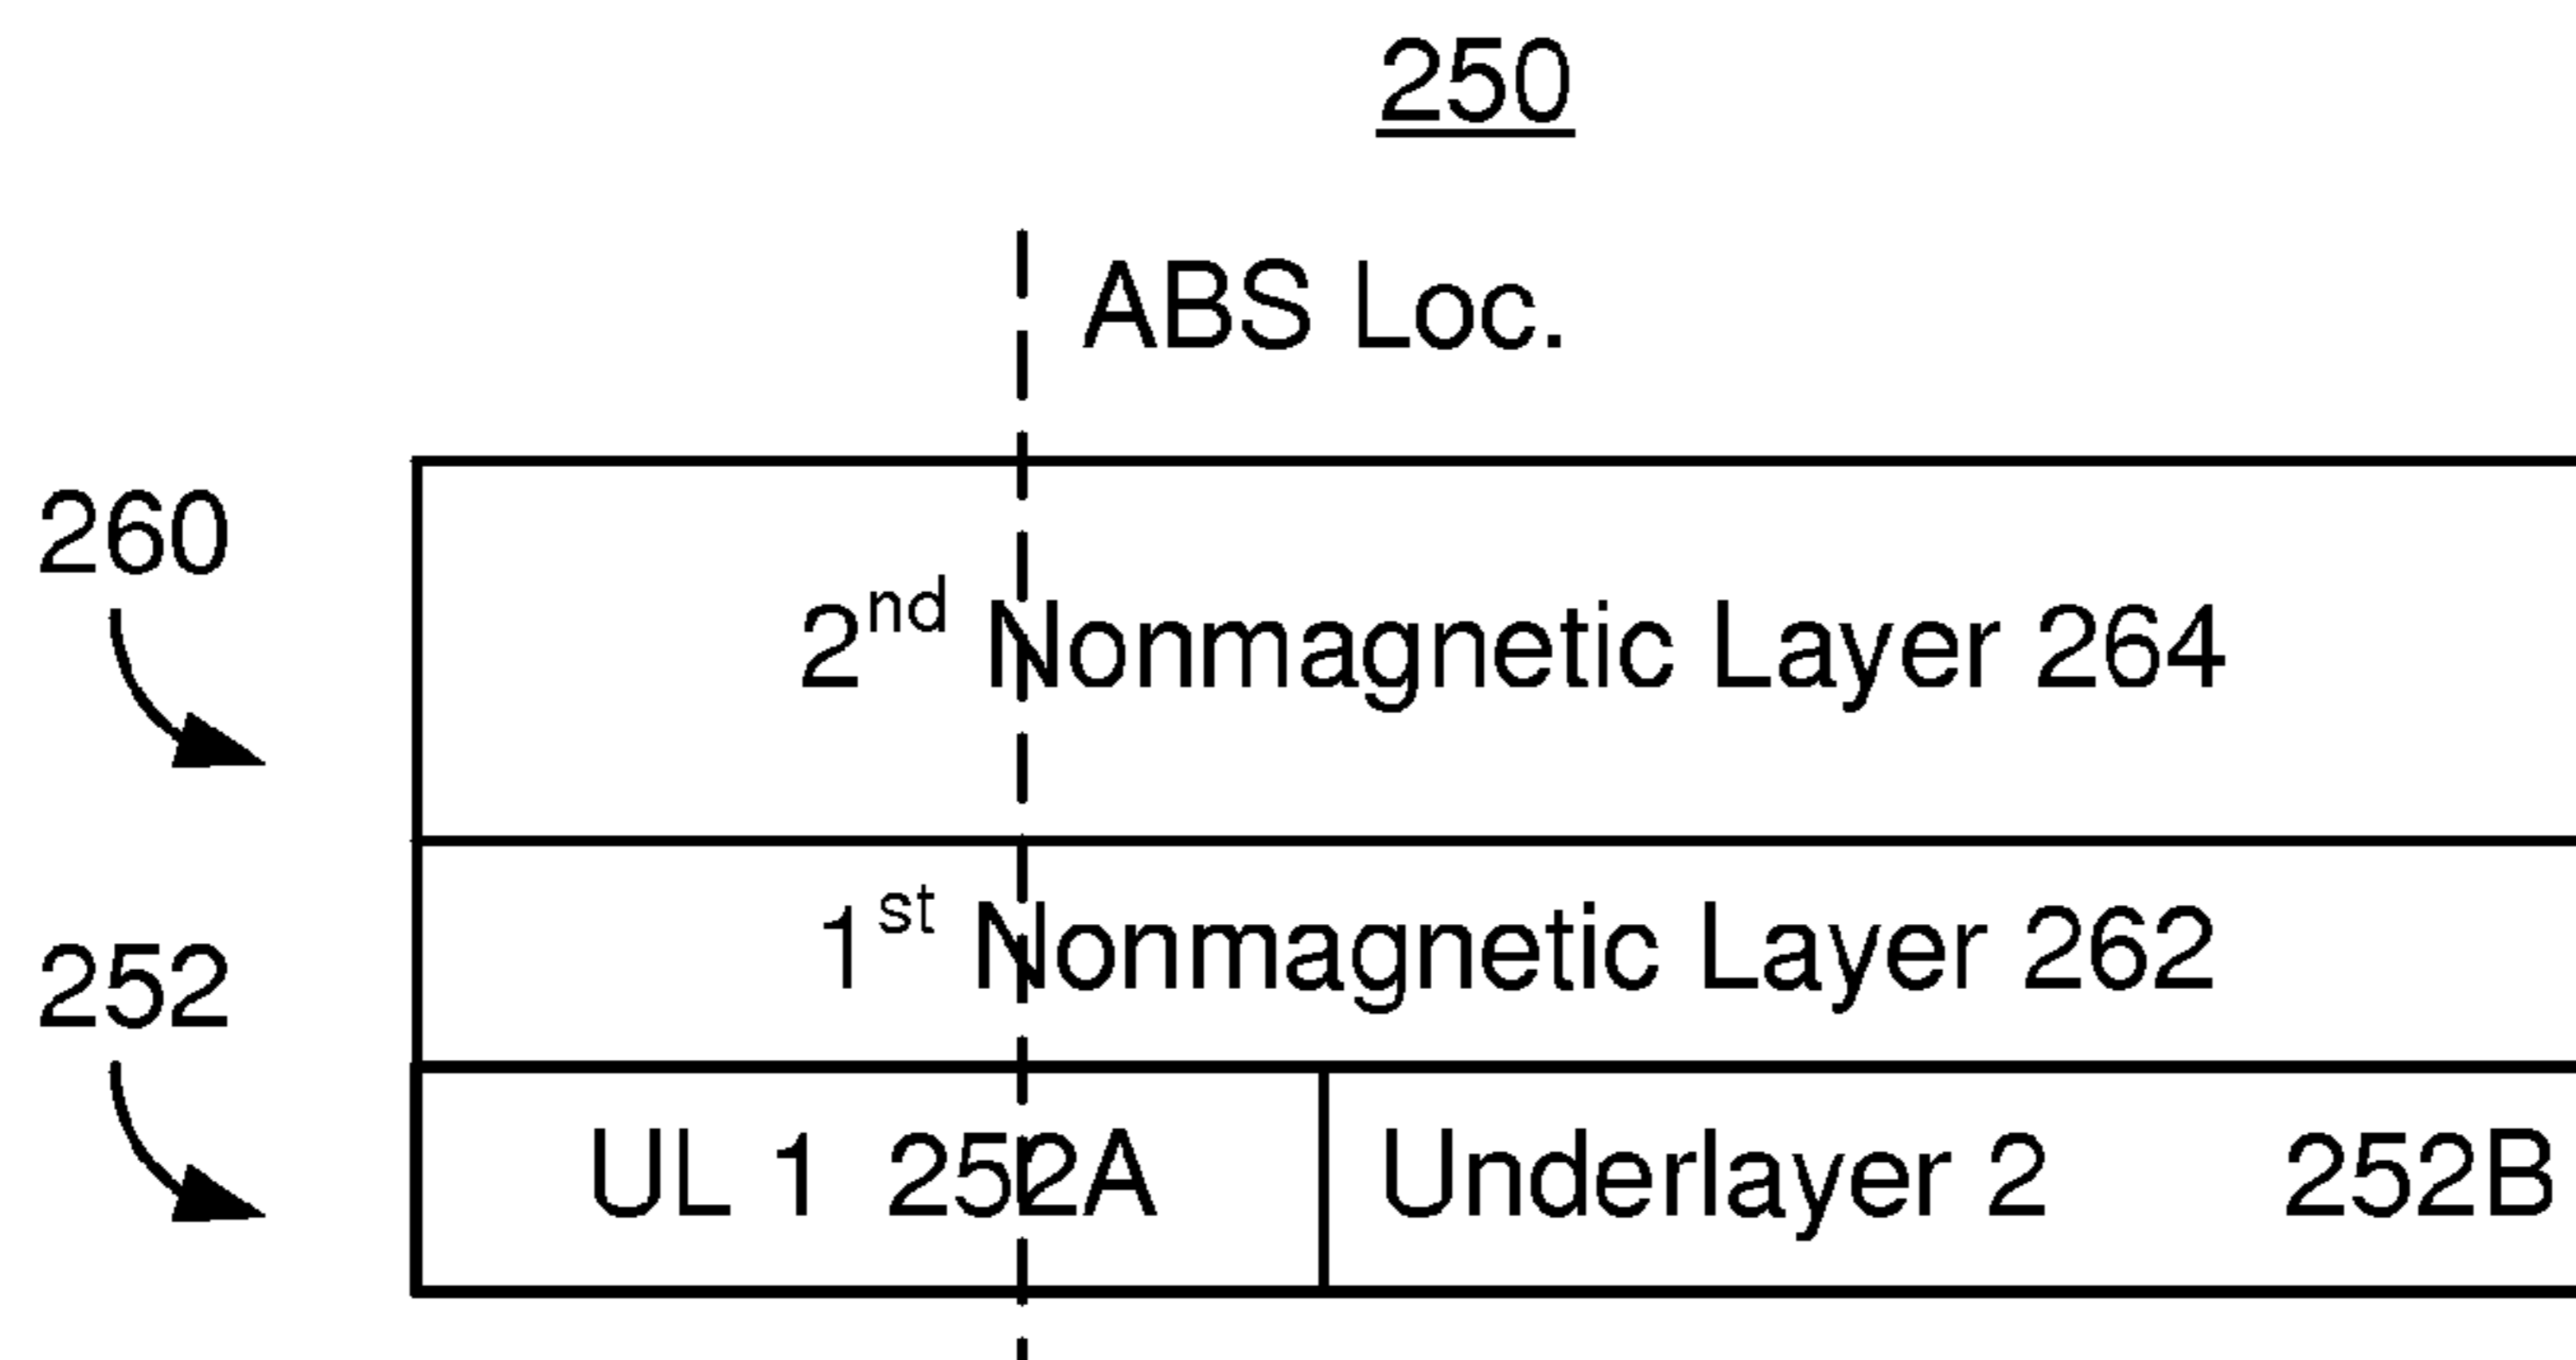 250
ABS Loc.
260
2nd Nonmagnetic Layer 264
1st Nonmagnetic Layer 262
252
UL 1 252A
Underlayer 2 252B